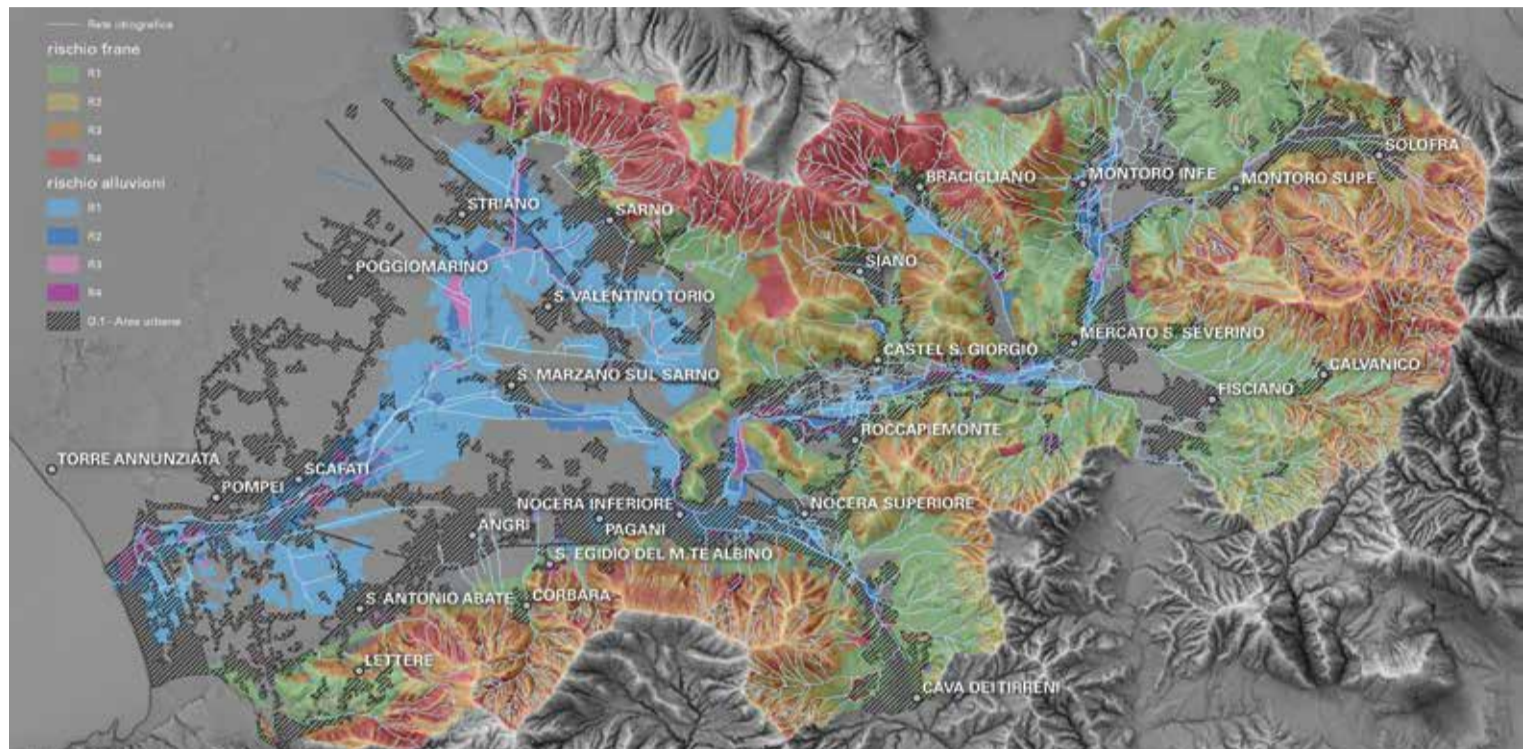 Rete idrografica
rischio frane
R1
R2
R3
R4
rischio alluvioni
R1
R2
R3
R4
0.1 - Aree urbane
SOLOFRA
BRACIGLIANO
MONTORO INFE
MONTORO SUPE
STRIANO
SARNO
POGGIOMARINO
SIANO
S. VALENTINO TORIO
MERCATO S. SEVERINO
CASTEL S. GIORGIO
CALVANICO
S. MARZANO SUL SARNO
FISCIANO
ROCCAPIEMONTE
TORRE ANNUNZIATA
SCAFATI
POMPEI
NOCERA INFERIORE
NOCERA SUPERIORE
ANGRI
PAGANI
S. EGIDIO DEL M.TE ALBINO
S. ANTONIO ABATE
CORBARA
LETTERE
CAVA DEI TIRRENI